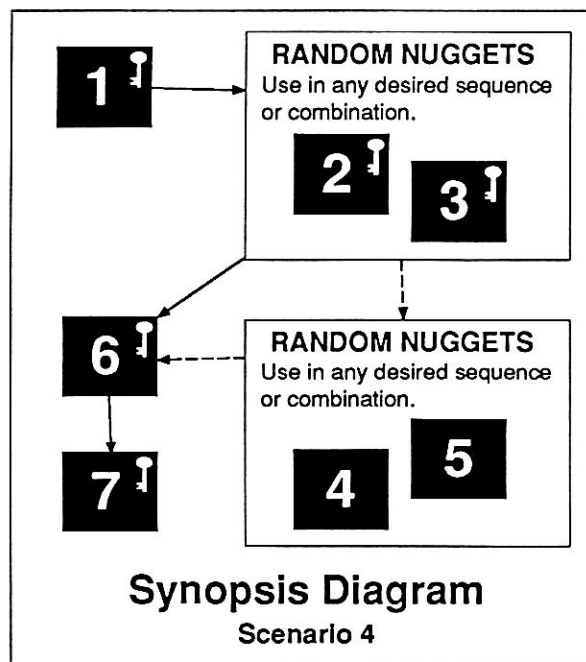 1
RANDOM NUGGETS
Use in any desired sequence
or combination.
2
3
6
RANDOM NUGGETS
Use in any desired sequence
or combination.
4
5
7
Synopsis Diagram
Scenario 4